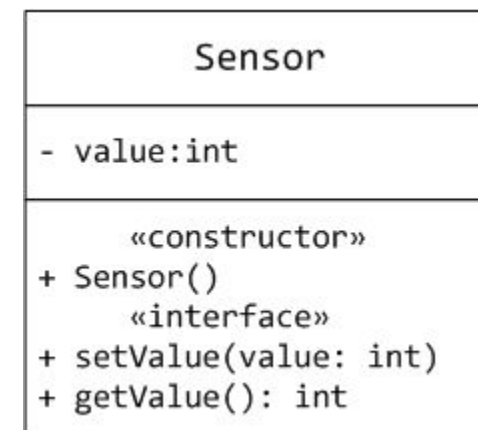 Sensor
- value:int
«constructor»
+ Sensor()
«interface»
+ setValue(value: int)
+ getValue(): int